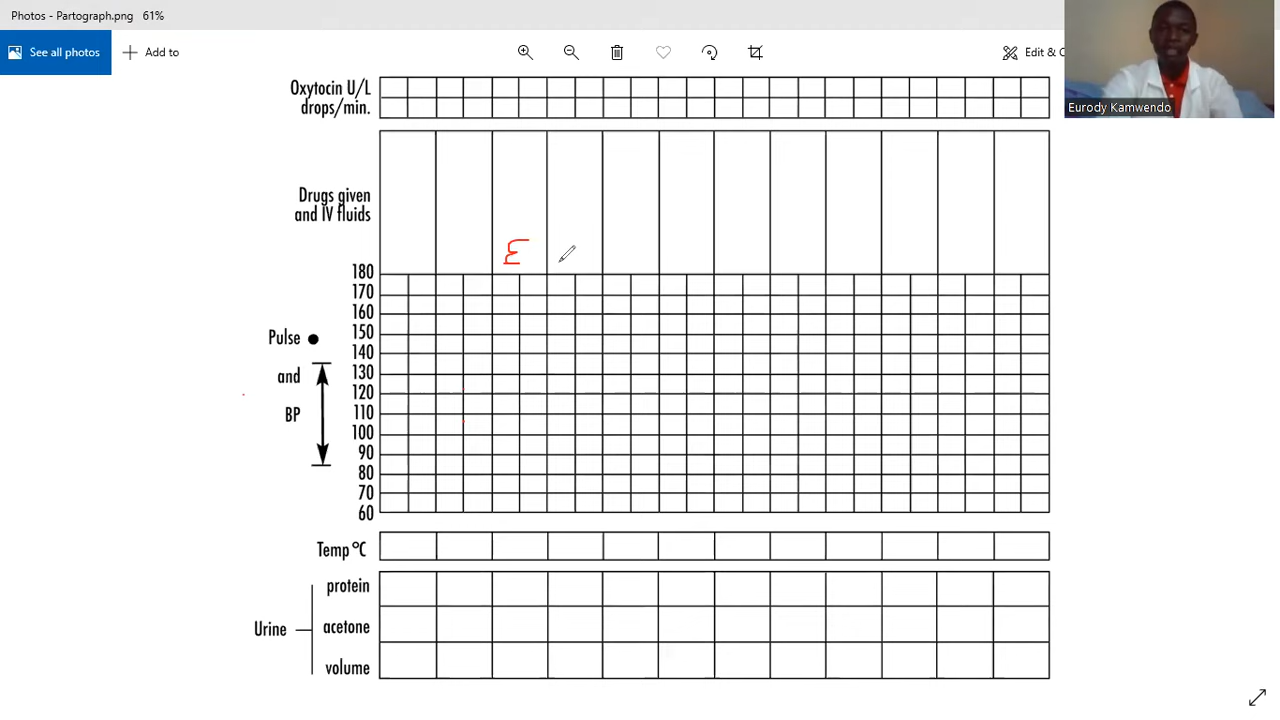 Photos - Partograph.png 61%
See all photos
Add to
Edit & C
Eurody Kamwendo
Oxytocin U/L
drops/min.
Drugs given
and IV fluids
180
170
160
150
140
130
120
110
100
90
80
70
60
Pulse
and
BP
Temp °C
Urine
protein
acetone
volume